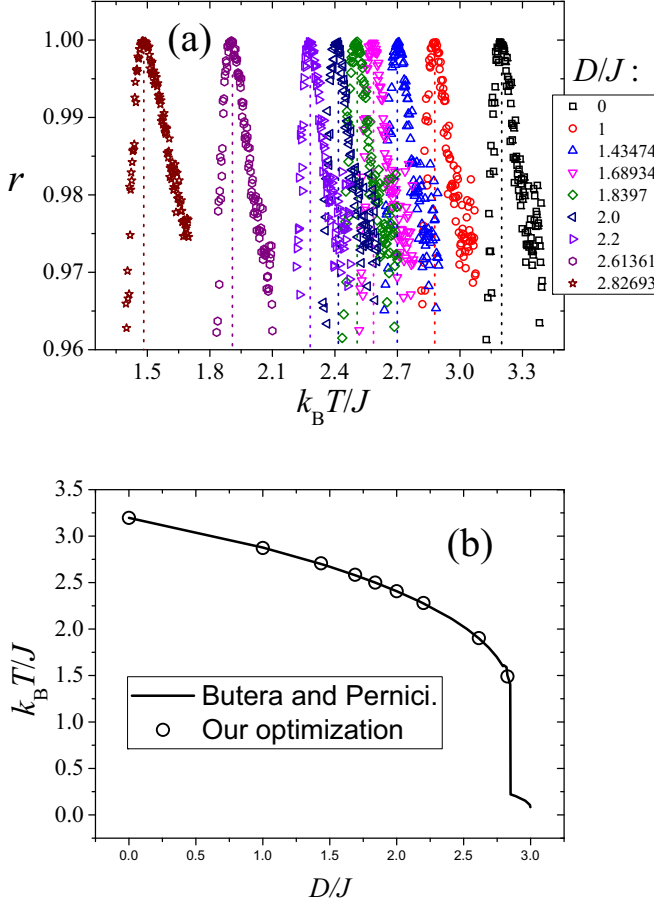 (a)
D/J :
0
1
1.43474
1.68934
1.8397
2.0
2.2
2.61361
2.82693
r
1.00
0.99
0.98
0.97
0.96
1.5 1.8 2.1 2.4 2.7 3.0 3.3
k_B T/J
(b)
k_B T/J
3.5
3.0
2.5
2.0
1.5
1.0
0.5
0.0
Butera and Pernici.
Our optimization
0.0 0.5 1.0 1.5 2.0 2.5 3.0
D/J